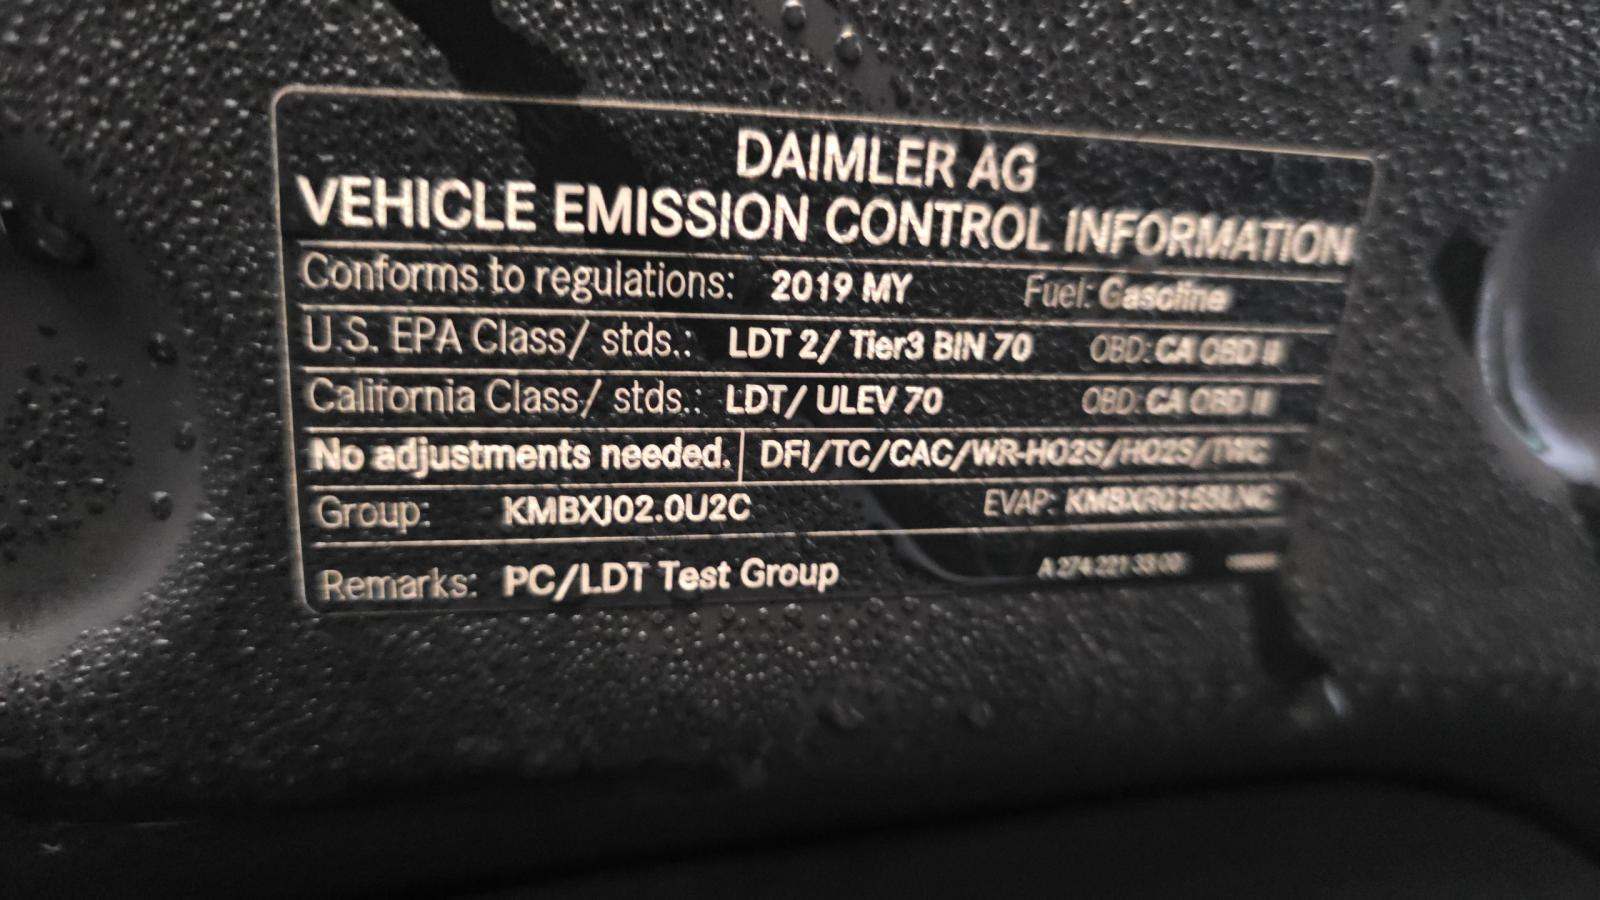 DAIMLER AG
VEHICLE EMISSION CONTROL INFORMATION
Conforms to regulations: 2019 MY Fuel: Gasoline
U.S. EPA Class/ stds.: LDT 2/ Tier3 BIN 70 OBD: CA OBD II
California Class/ stds.: LDT/ ULEV 70 OBD: CA OBD II
No adjustments needed. DFI/TC/CAC/WR-HO2S/HO2S/TWC
Group: KMBXJ02.0U2C EVAP:
Remarks: PC/LDT Test Group A 274 221